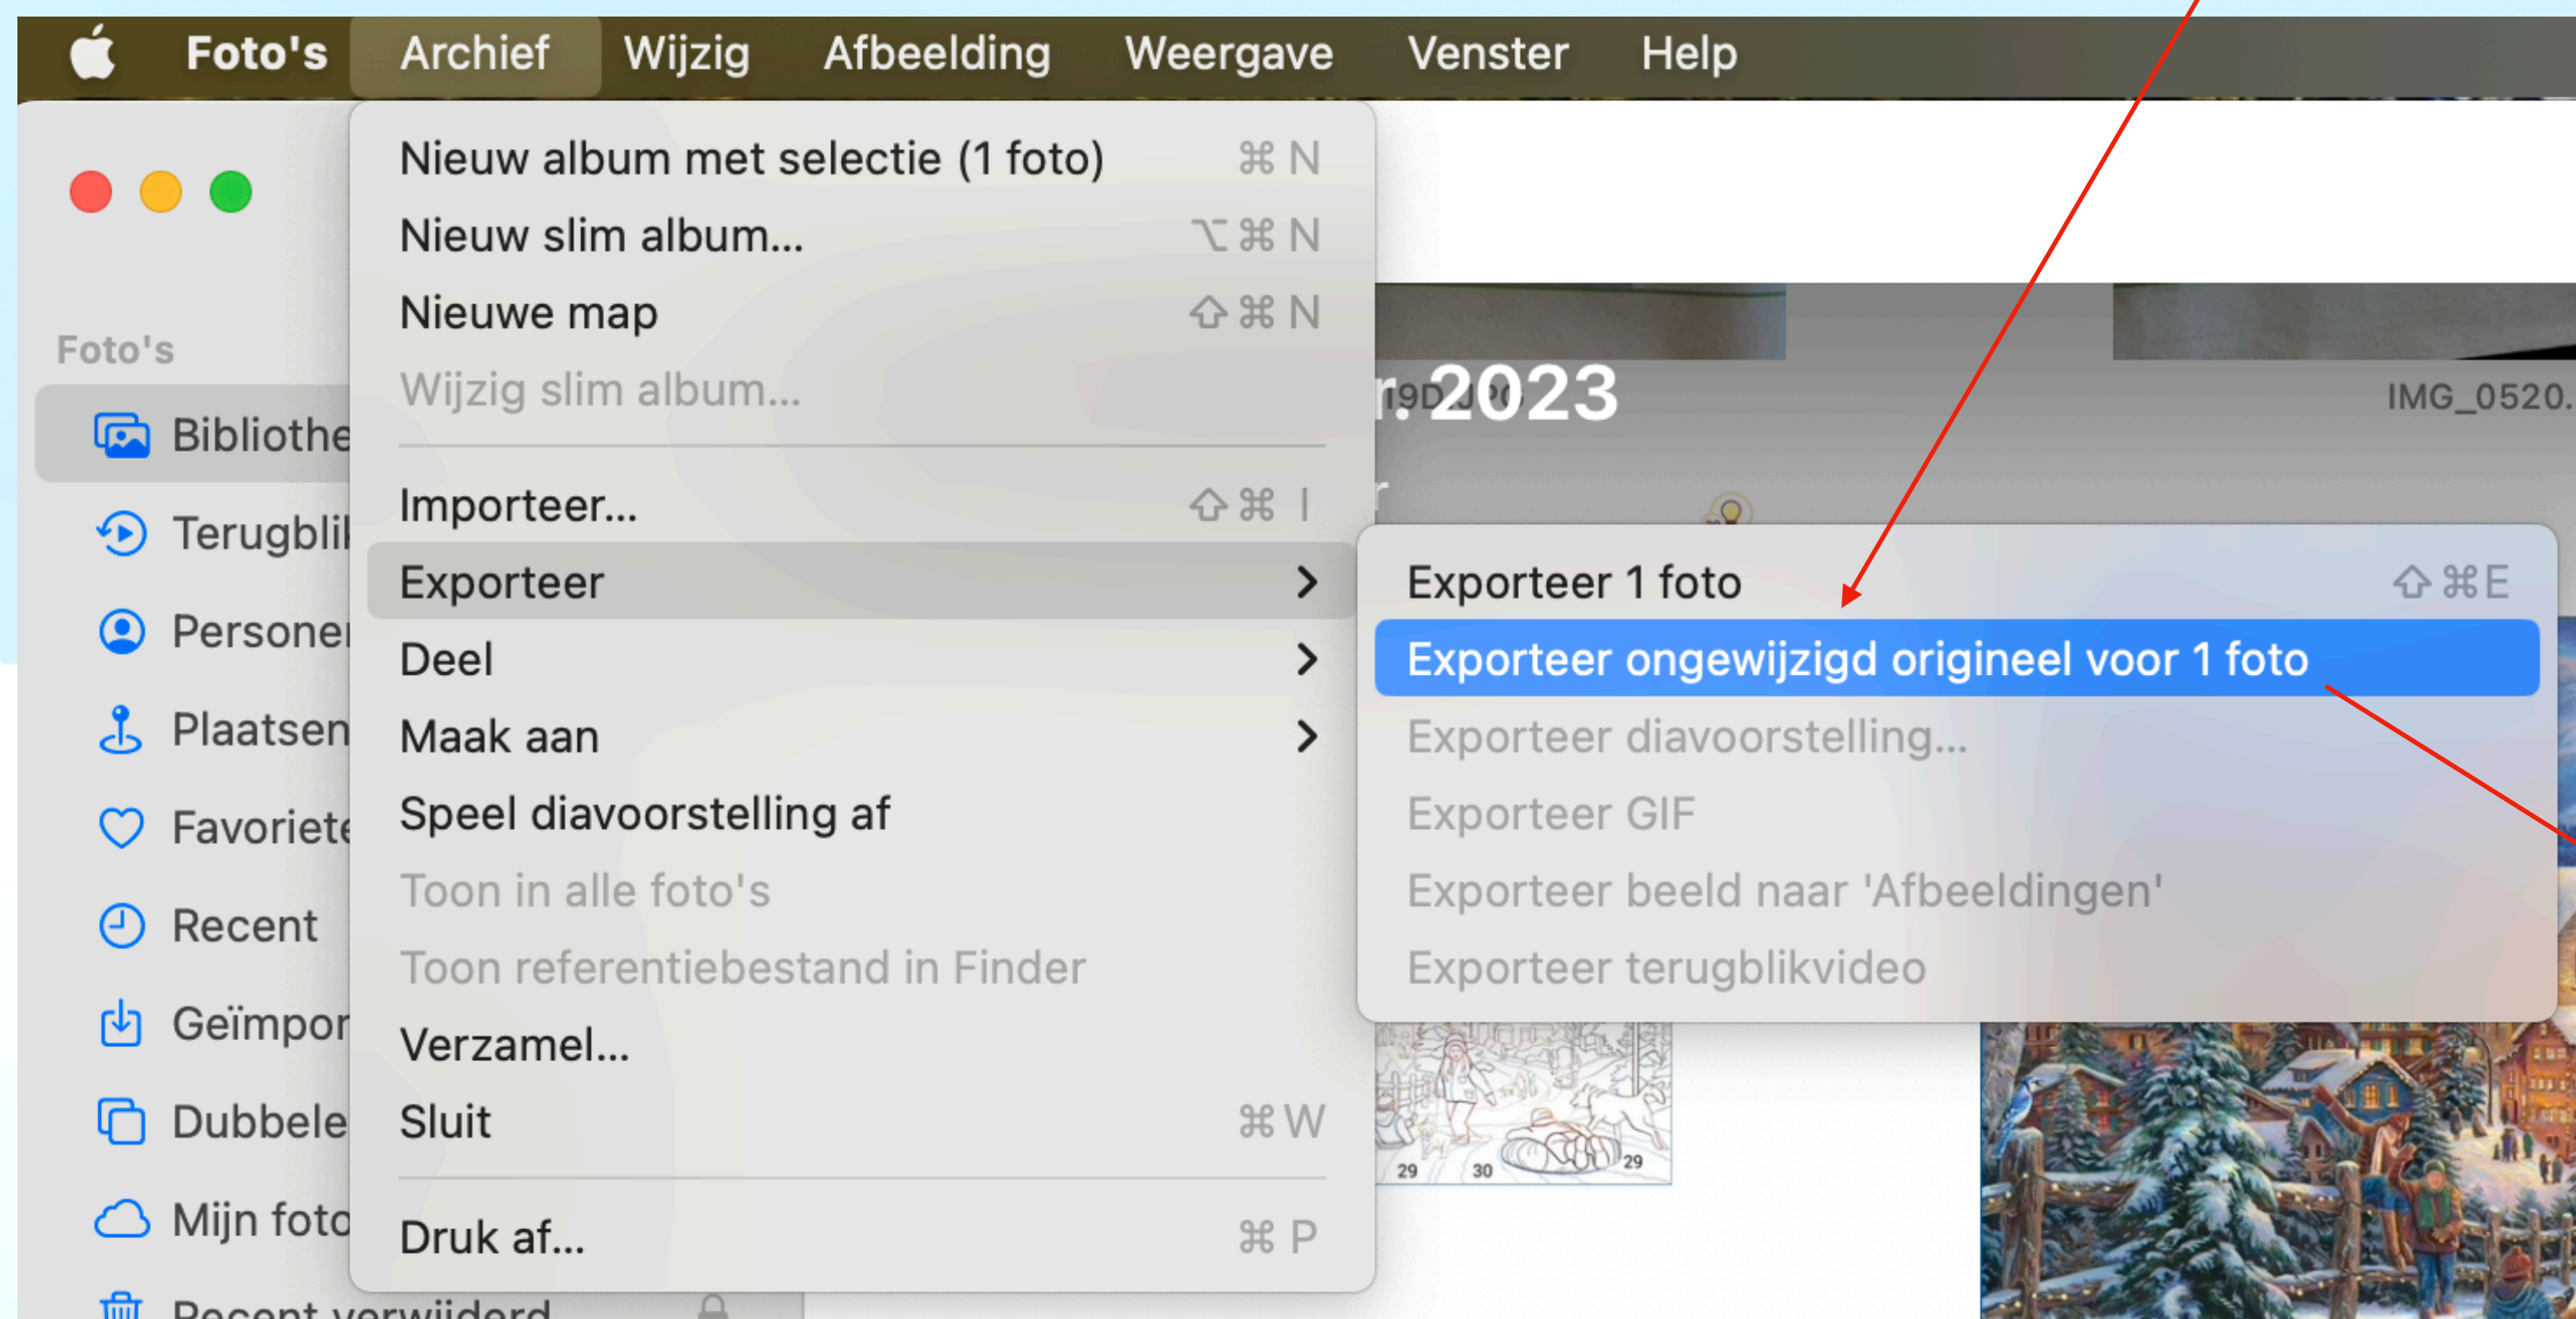 Foto's Archief Wijzig Afbeelding Weergave Venster Help
Nieuw album met selectie (1 foto) ⌘ N
Nieuw slim album... ⌥ ⌘ N
Nieuwe map ⇧ ⌘ N
Wijzig slim album...
Importeer... ⇧ ⌘ I
Exporteer
Deel
Maak aan
Speel diavoorstelling af
Toon in alle foto's
Toon referentiebestand in Finder
Verzamel...
Sluit ⌘ W
Druk af... ⌘ P
Exporteer 1 foto ⇧ ⌘ E
Exporteer ongewijzigd origineel voor 1 foto
Exporteer diavoorstelling...
Exporteer GIF
Exporteer beeld naar 'Afbeeldingen'
Exporteer terugblikvideo
Foto's
Bibliothe
Terugblik
Persone
Plaatsen
Favoriete
Recent
Geïmpor
Dubbele
Mijn foto
Recent verwijderd
r. 2023
IMG_0520.
29 30 29